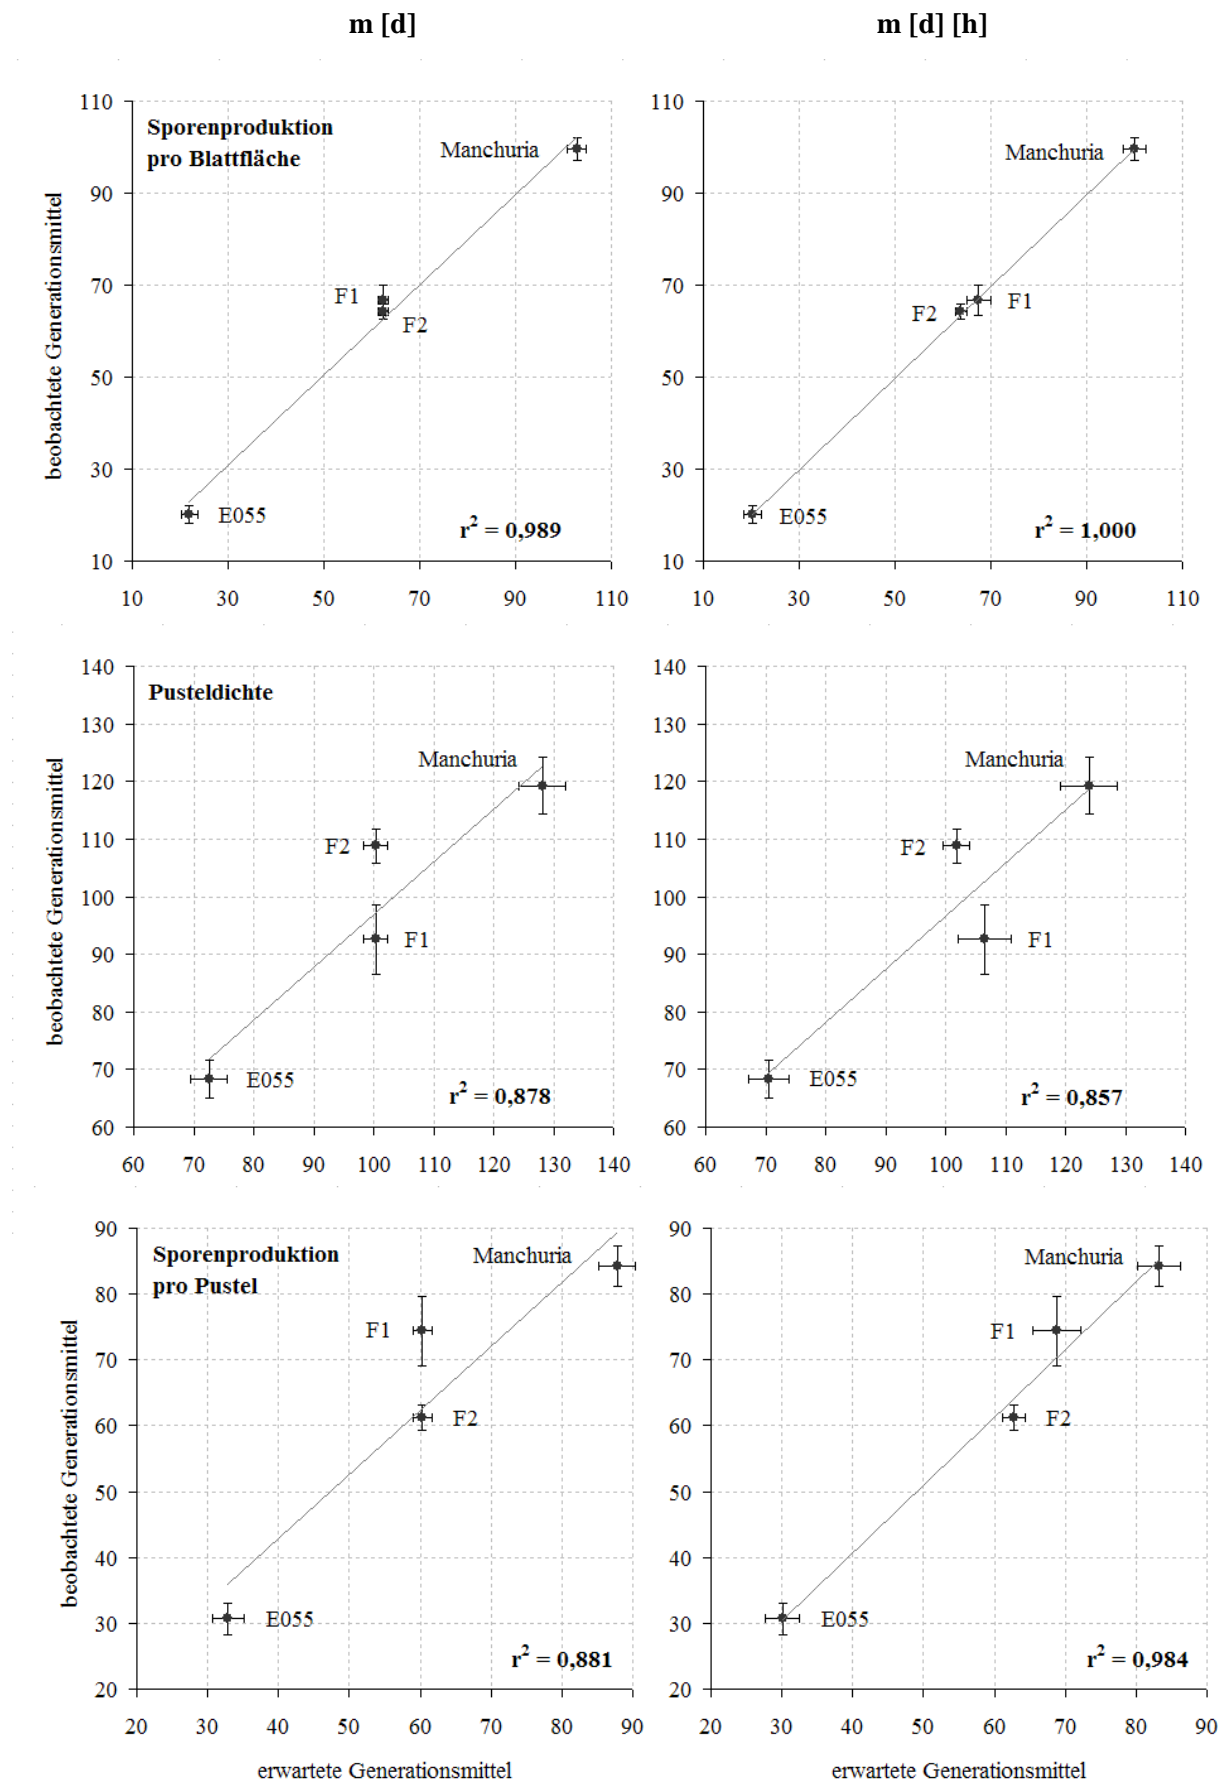 m [d]
m [d] [h]
Sporenproduktion
pro Blattfläche
beobachtete Generationsmittel
110
90
70
50
30
10
Manchuria
F1
F2
E055
r² = 0,989
10 30 50 70 90 110
110
90
70
50
30
10
Manchuria
F1
F2
E055
r² = 1,000
10 30 50 70 90 110
Pusteldichte
beobachtete Generationsmittel
140
130
120
110
100
90
80
70
60
Manchuria
F2
F1
E055
r² = 0,878
60 70 80 90 100 110 120 130 140
140
130
120
110
100
90
80
70
60
Manchuria
F2
F1
E055
r² = 0,857
60 70 80 90 100 110 120 130 140
Sporenproduktion
pro Pustel
beobachtete Generationsmittel
90
80
70
60
50
40
30
20
Manchuria
F1
F2
E055
r² = 0,881
20 30 40 50 60 70 80 90
erwartete Generationsmittel
90
80
70
60
50
40
30
20
Manchuria
F1
F2
E055
r² = 0,984
20 30 40 50 60 70 80 90
erwartete Generationsmittel